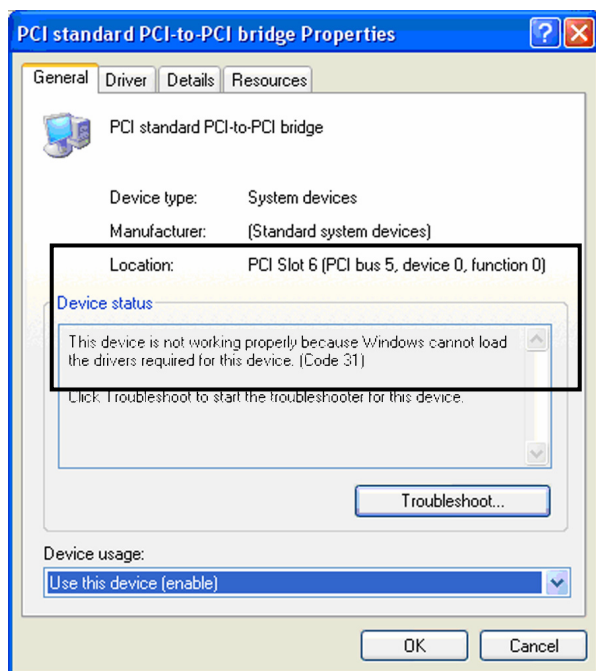 PCI standard PCI-to-PCI bridge Properties
General Driver Details Resources
PCI standard PCI-to-PCI bridge
Device type: System devices
Manufacturer: (Standard system devices)
Location: PCI Slot 6 (PCI bus 5, device 0, function 0)
Device status
This device is not working properly because Windows cannot load
the drivers required for this device. (Code 31)
Click Troubleshoot to start the troubleshooter for this device.
Troubleshoot...
Device usage:
Use this device (enable)
OK Cancel